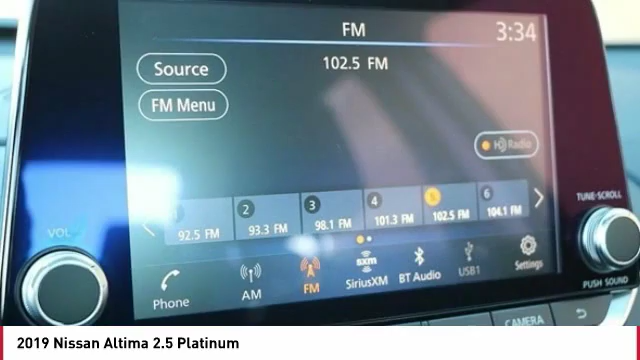 FM
3:34
Source
102.5 FM
FM Menu
HD Radio
2
3
4
5
6
92.5 FM
93.3 FM
98.1 FM
101.3 FM
102.5 FM
104.1 FM
VOL
TUNE·SCROLL
Phone
AM
FM
sxm
SiriusXM
BT Audio
USB1
Settings
PUSH SOUND
CAMERA
2019 Nissan Altima 2.5 Platinum